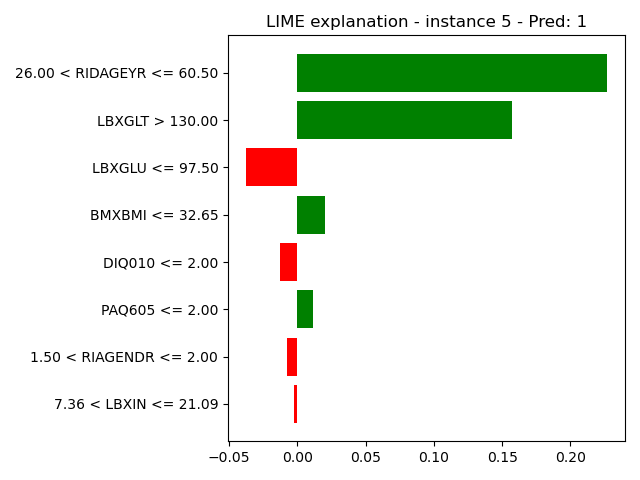 LIME explanation - instance 5 - Pred: 1
26.00 < RIDAGEYR <= 60.50
LBXGLT > 130.00
LBXGLU <= 97.50
BMXBMI <= 32.65
DIQ010 <= 2.00
PAQ605 <= 2.00
1.50 < RIAGENDR <= 2.00
7.36 < LBXIN <= 21.09
−0.05 0.00 0.05 0.10 0.15 0.20